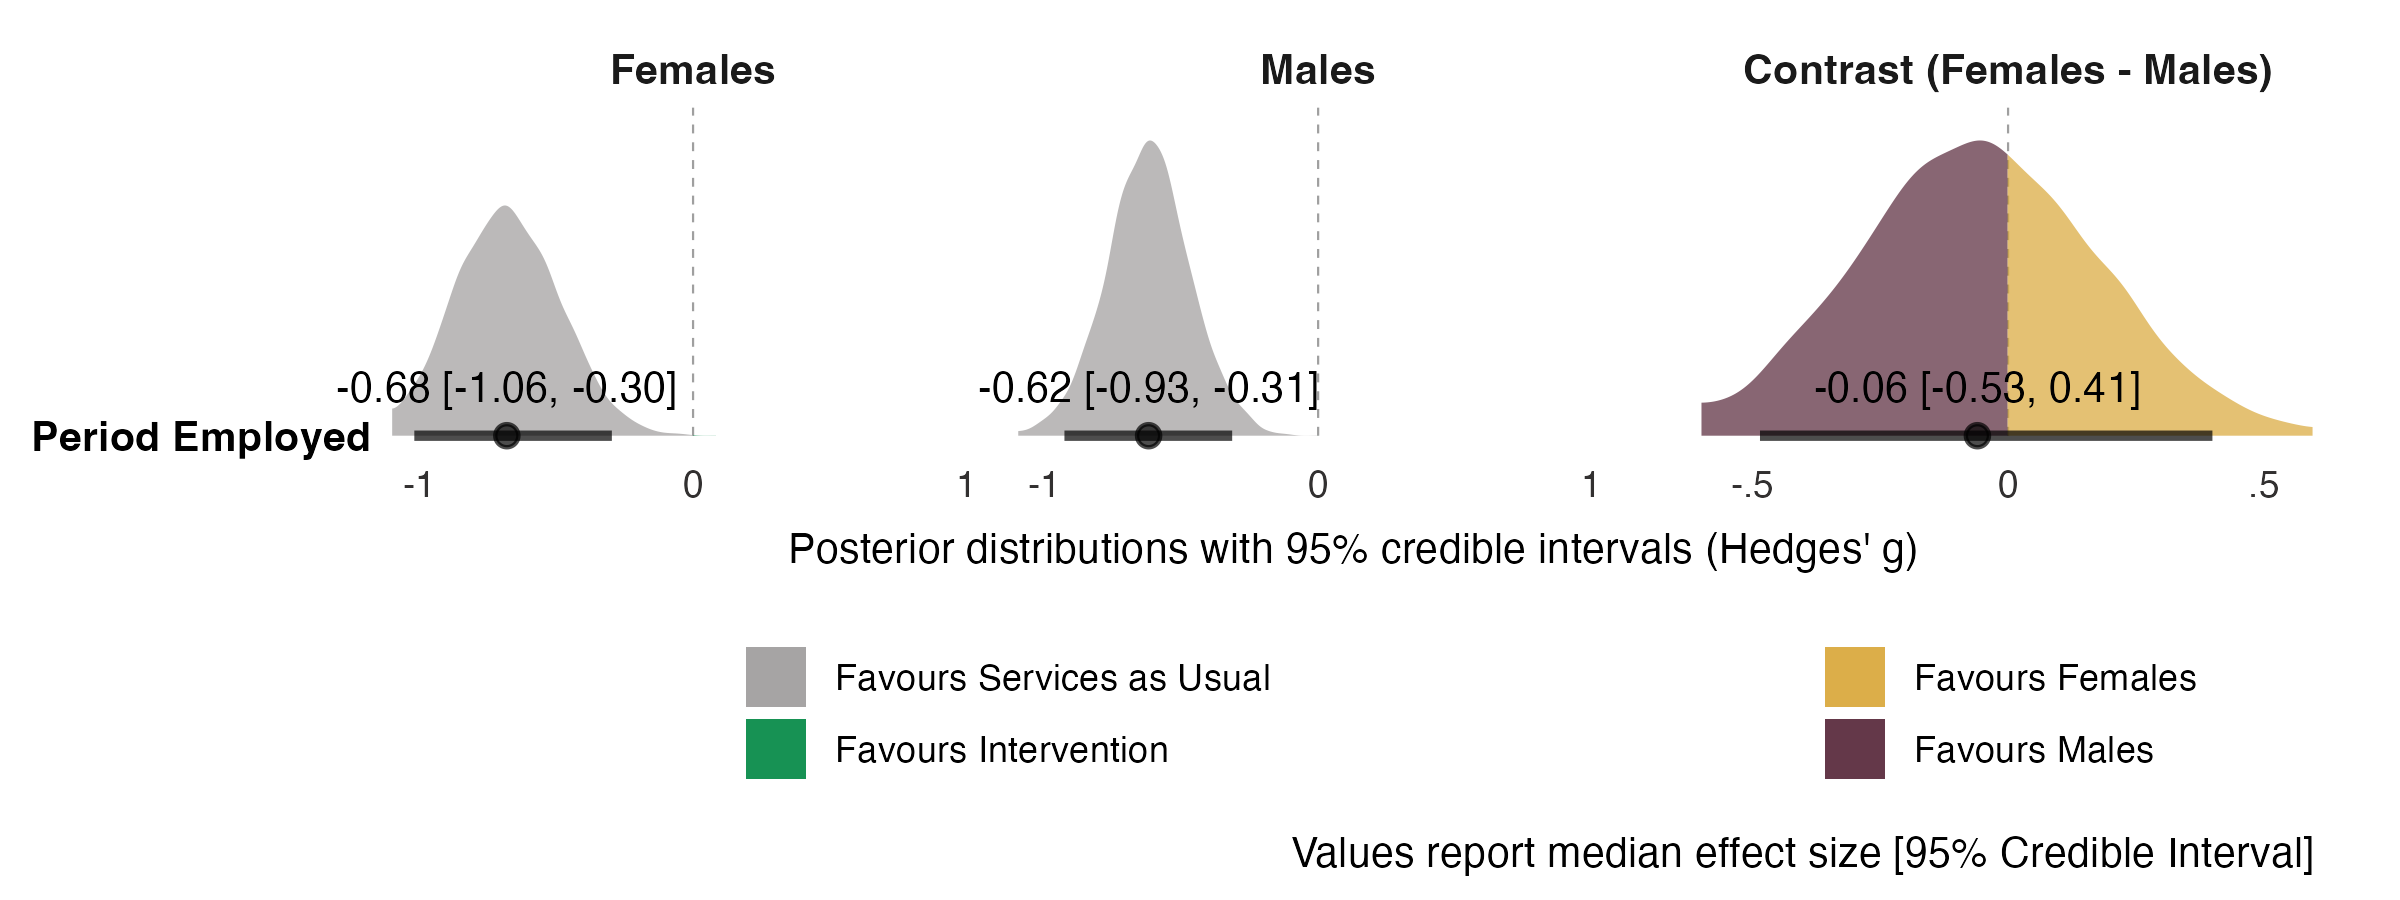 Females Males Contrast (Females - Males)
-0.68 [-1.06, -0.30] -0.62 [-0.93, -0.31] -0.06 [-0.53, 0.41]
Period Employed
-1 0 1 -1 0 1 -.5 0 .5
Posterior distributions with 95% credible intervals (Hedges' g)
Favours Services as Usual Favours Females
Favours Intervention Favours Males
Values report median effect size [95% Credible Interval]